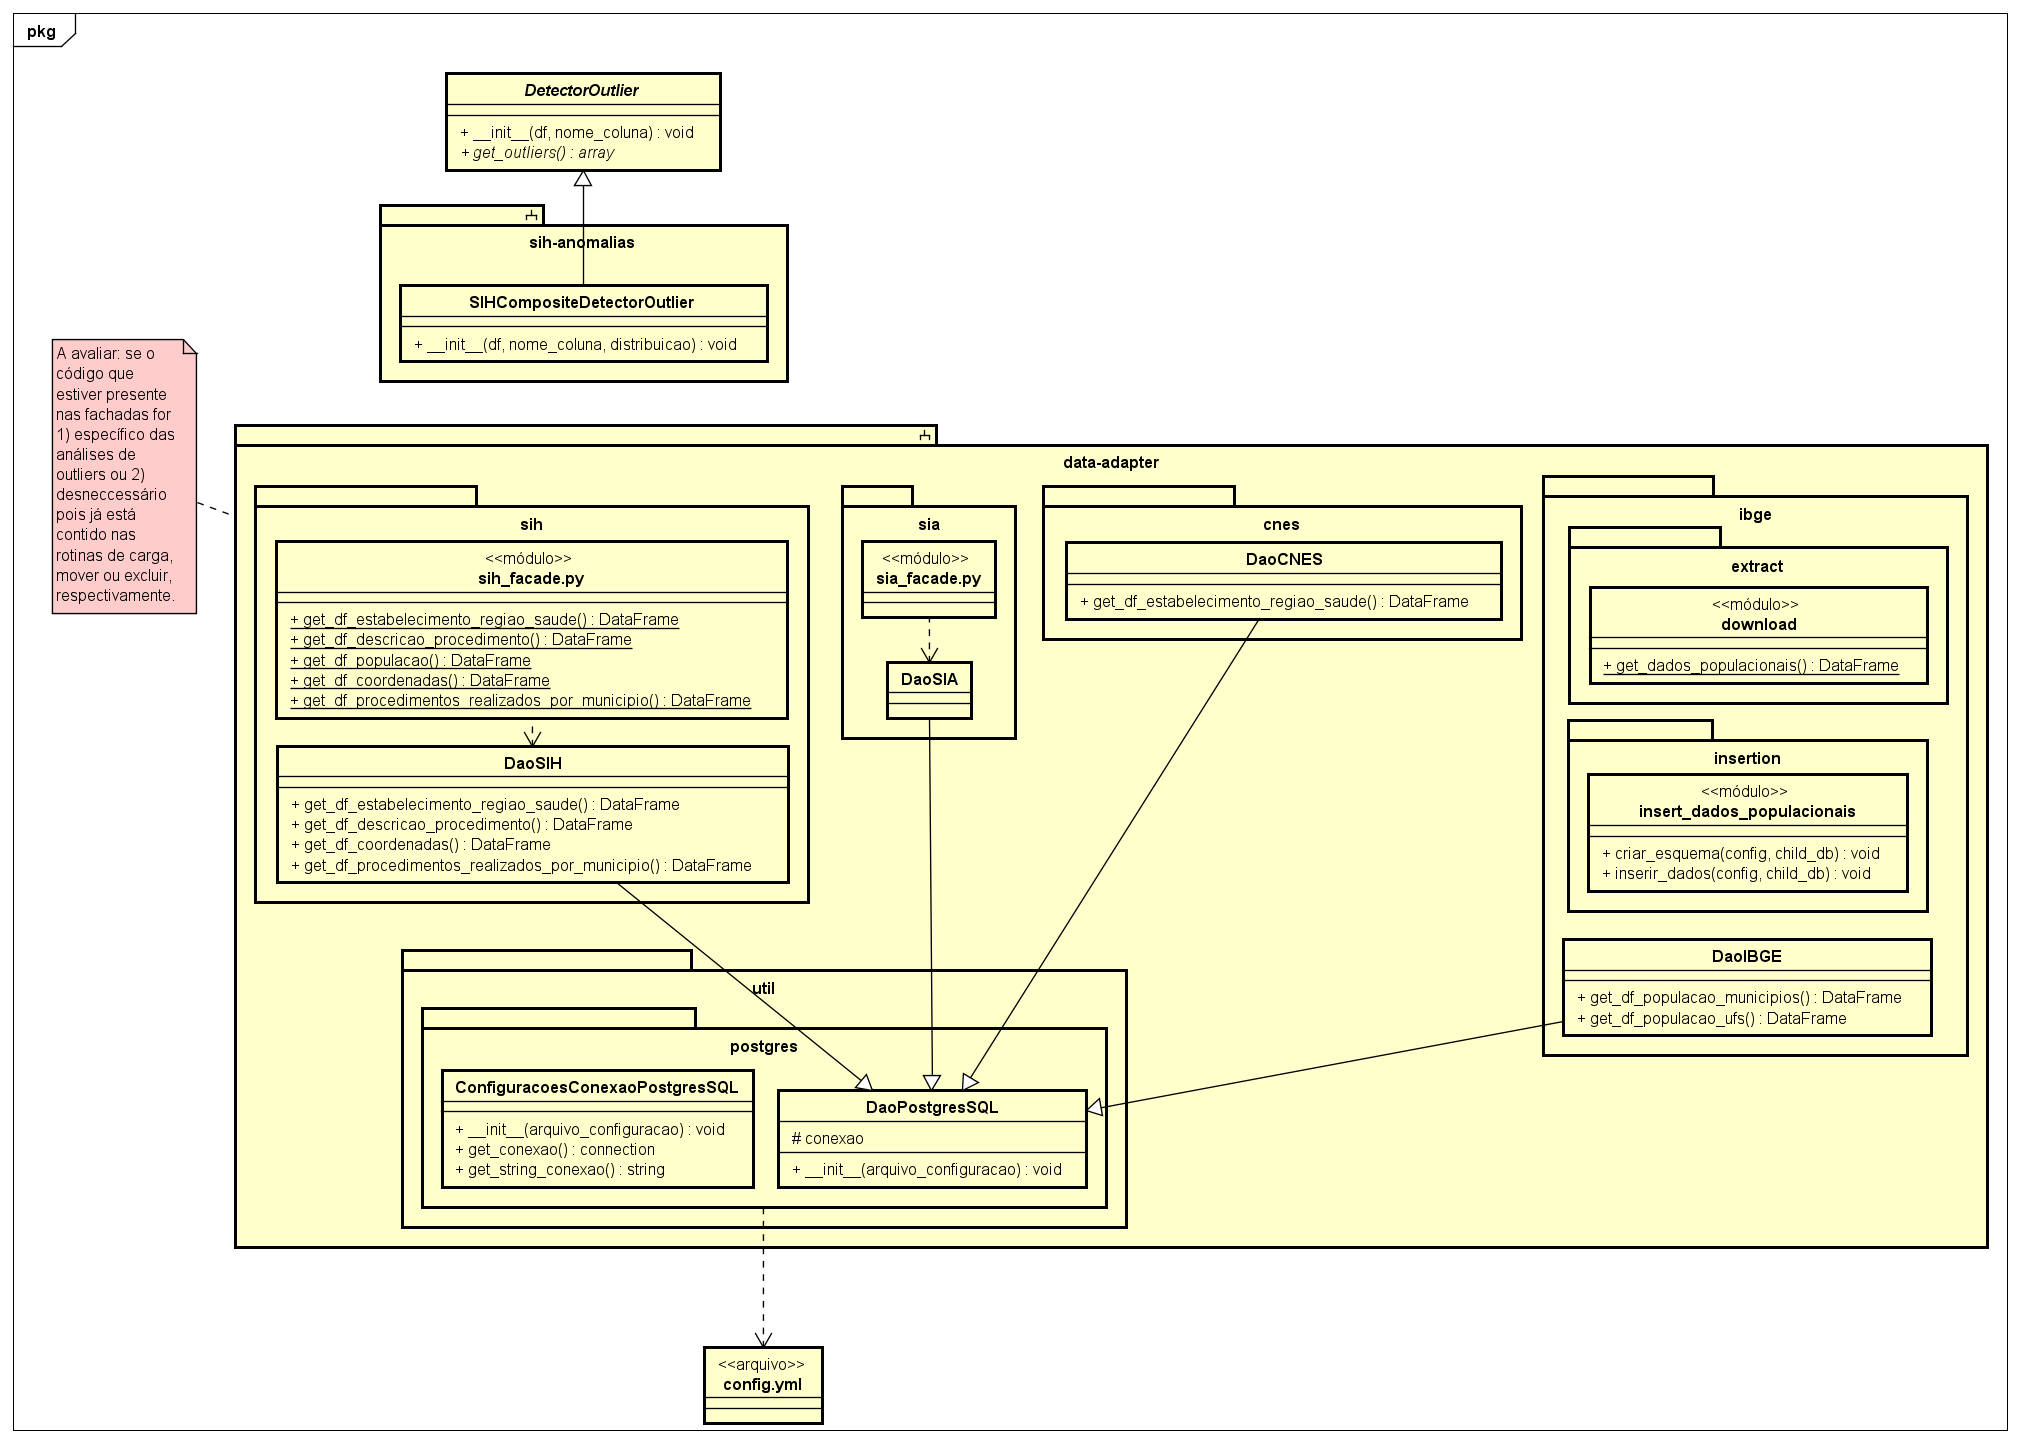 pkg
DetectorOutlier
+ __init__(df, nome_coluna) : void
+ get_outliers() : array
sih-anomalias
SIHCompositeDetectorOutlier
+ __init__(df, nome_coluna, distribuicao) : void
A avaliar: se o
código que
estiver presente
nas fachadas for
1) específico das
análises de
outliers ou 2)
desneccessário
pois já está
contido nas
rotinas de carga,
mover ou excluir,
respectivamente.
data-adapter
sih
<<módulo>>
sih_facade.py
+ get_df_estabelecimento_regiao_saude() : DataFrame
+ get_df_descricao_procedimento() : DataFrame
+ get_df_populacao() : DataFrame
+ get_df_coordenadas() : DataFrame
+ get_df_procedimentos_realizados_por_municipio() : DataFrame
DaoSIH
+ get_df_estabelecimento_regiao_saude() : DataFrame
+ get_df_descricao_procedimento() : DataFrame
+ get_df_coordenadas() : DataFrame
+ get_df_procedimentos_realizados_por_municipio() : DataFrame
sia
<<módulo>>
sia_facade.py
DaoSIA
cnes
DaoCNES
+ get_df_estabelecimento_regiao_saude() : DataFrame
ibge
extract
<<módulo>>
download
+ get_dados_populacionais() : DataFrame
insertion
<<módulo>>
insert_dados_populacionais
+ criar_esquema(config, child_db) : void
+ inserir_dados(config, child_db) : void
DaoIBGE
+ get_df_populacao_municipios() : DataFrame
+ get_df_populacao_ufs() : DataFrame
util
postgres
ConfiguracoesConexaoPostgresSQL
+ __init__(arquivo_configuracao) : void
+ get_conexao() : connection
+ get_string_conexao() : string
DaoPostgresSQL
# conexao
+ __init__(arquivo_configuracao) : void
<<arquivo>>
config.yml